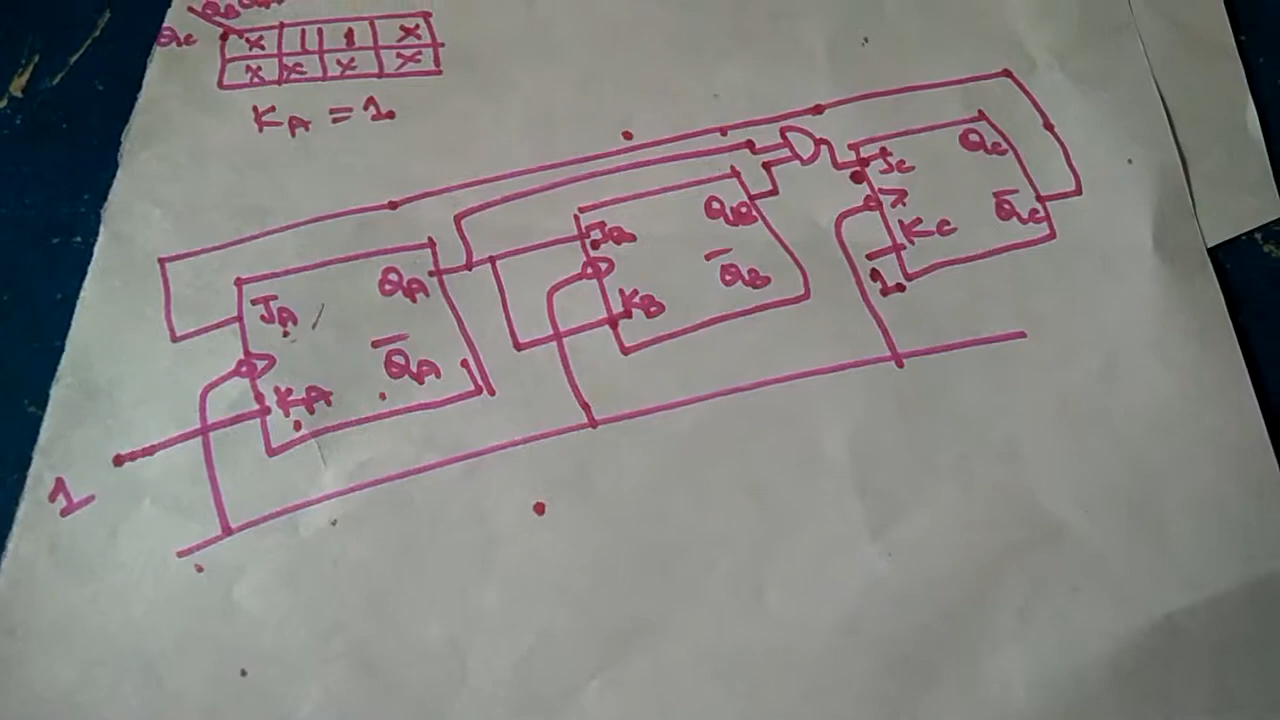 QC
X 1 1 X
X X X X
KA = 1.
JC QC
KC Q̅C
1.
JB QB
KB Q̅B
JA QA
KA Q̅A
1